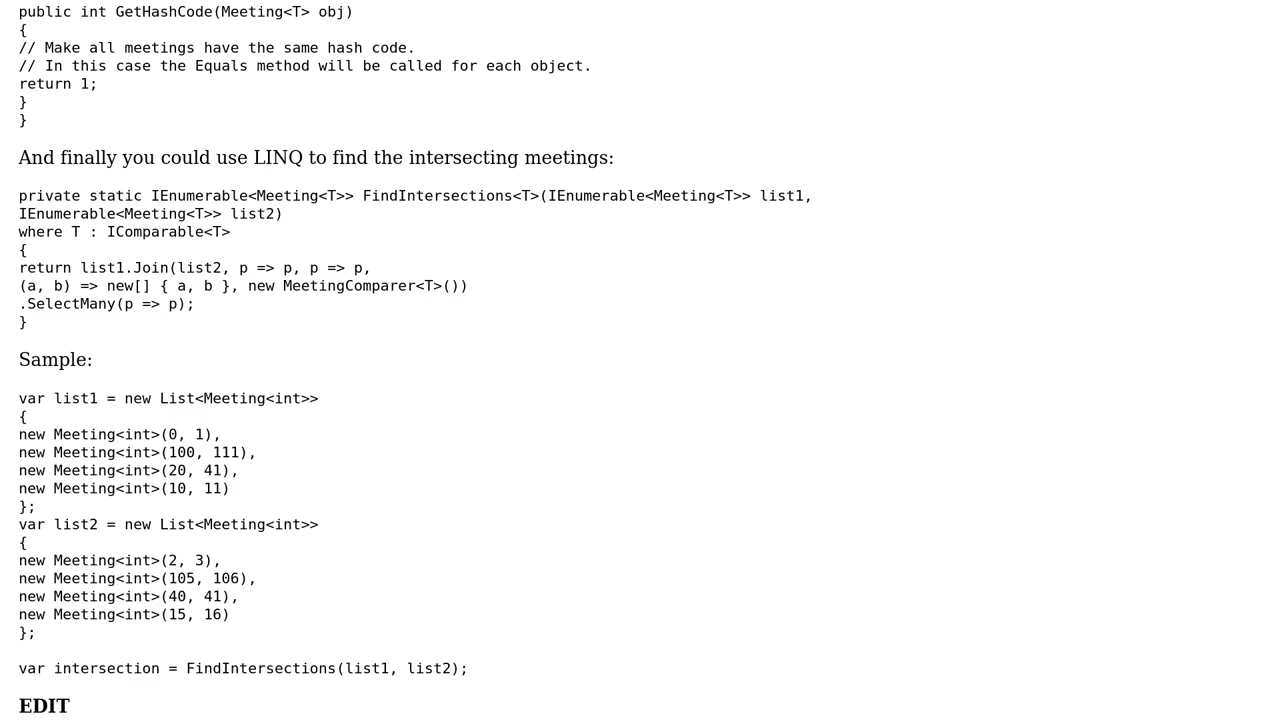 public int GetHashCode(Meeting<T> obj)
{
// Make all meetings have the same hash code.
// In this case the Equals method will be called for each object.
return 1;
}
}
And finally you could use LINQ to find the intersecting meetings:
private static IEnumerable<Meeting<T>> FindIntersections<T>(IEnumerable<Meeting<T>> list1,
IEnumerable<Meeting<T>> list2)
where T : IComparable<T>
{
return list1.Join(list2, p => p, p => p,
(a, b) => new[] { a, b }, new MeetingComparer<T>())
.SelectMany(p => p);
}
Sample:
var list1 = new List<Meeting<int>>
{
new Meeting<int>(0, 1),
new Meeting<int>(100, 111),
new Meeting<int>(20, 41),
new Meeting<int>(10, 11)
};
var list2 = new List<Meeting<int>>
{
new Meeting<int>(2, 3),
new Meeting<int>(105, 106),
new Meeting<int>(40, 41),
new Meeting<int>(15, 16)
};
var intersection = FindIntersections(list1, list2);
EDIT